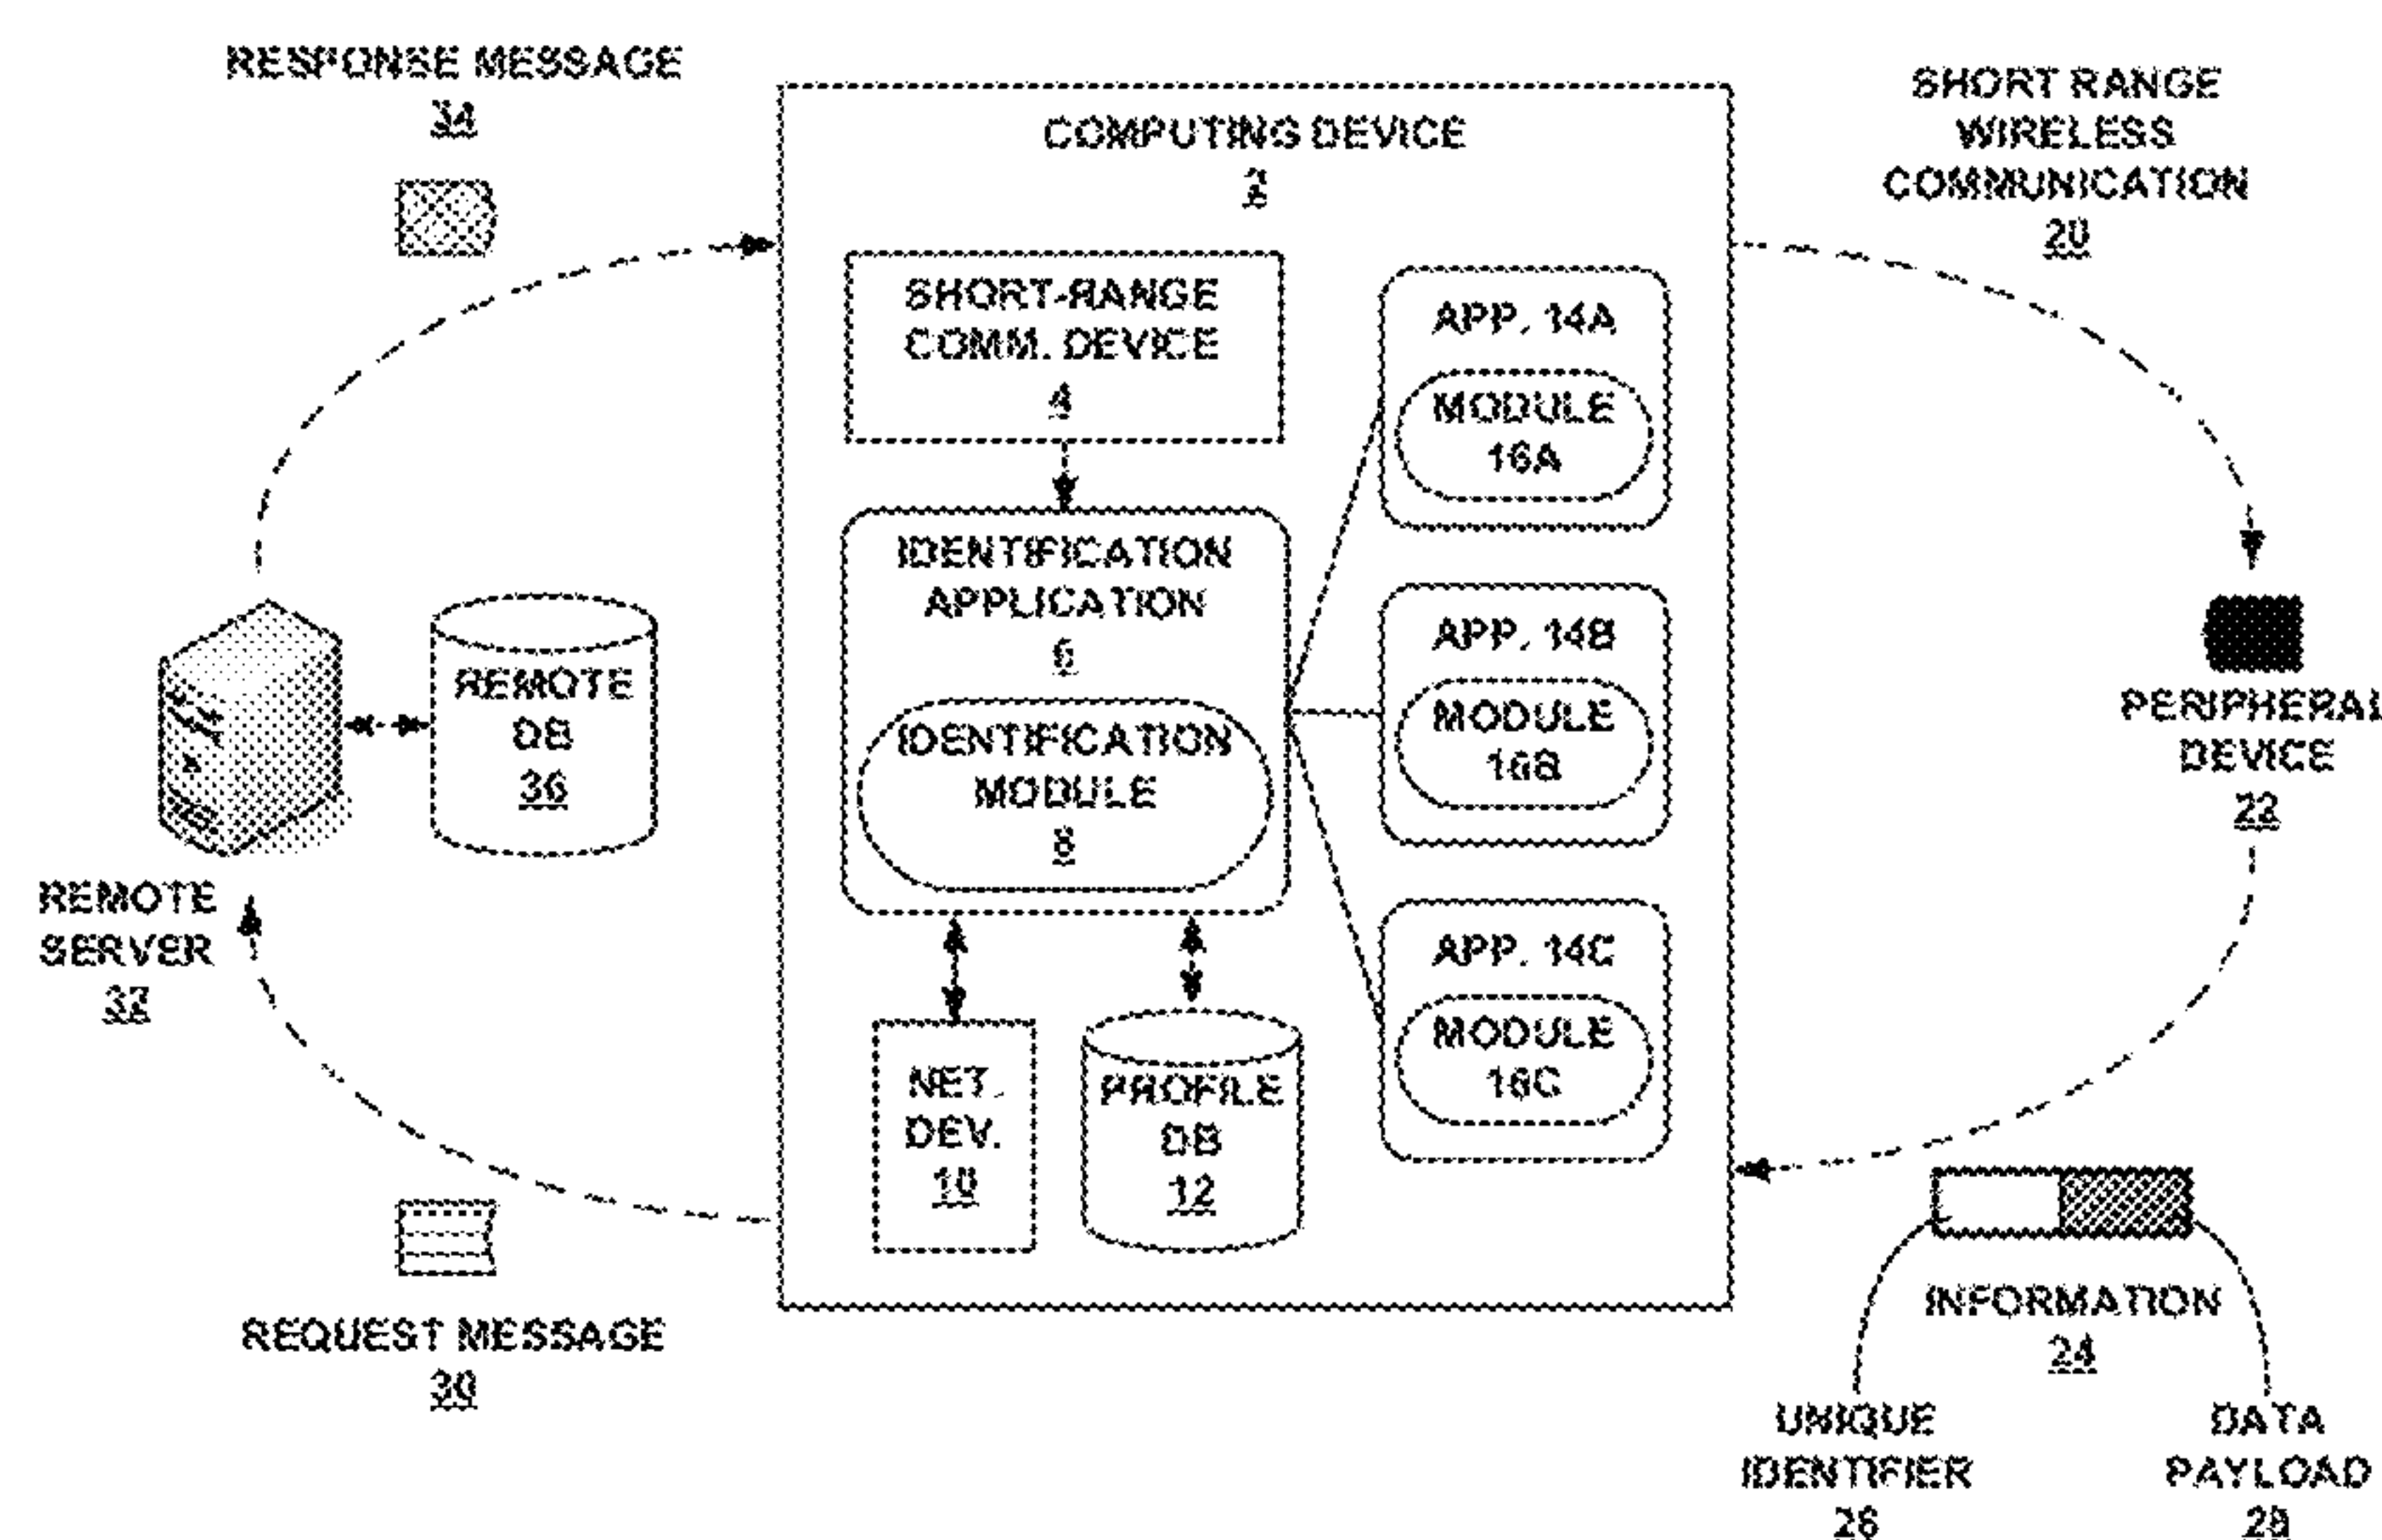 RESPONSE MESSAGE
34
COMPUTING DEVICE
2
SHORT RANGE
WIRELESS
COMMUNICATION
20
SHORT-RANGE
COMM. DEVICE
4
APP. 14A
MODULE
16A
IDENTIFICATION
APPLICATION
6
IDENTIFICATION
MODULE
8
APP. 14B
MODULE
16B
REMOTE
DB
36
PERIPHERAL
DEVICE
22
REMOTE
SERVER
32
APP. 14C
MODULE
16C
NET.
DEV.
10
PROFILE
DB
12
REQUEST MESSAGE
30
INFORMATION
24
UNIQUE
IDENTIFIER
26
DATA
PAYLOAD
28